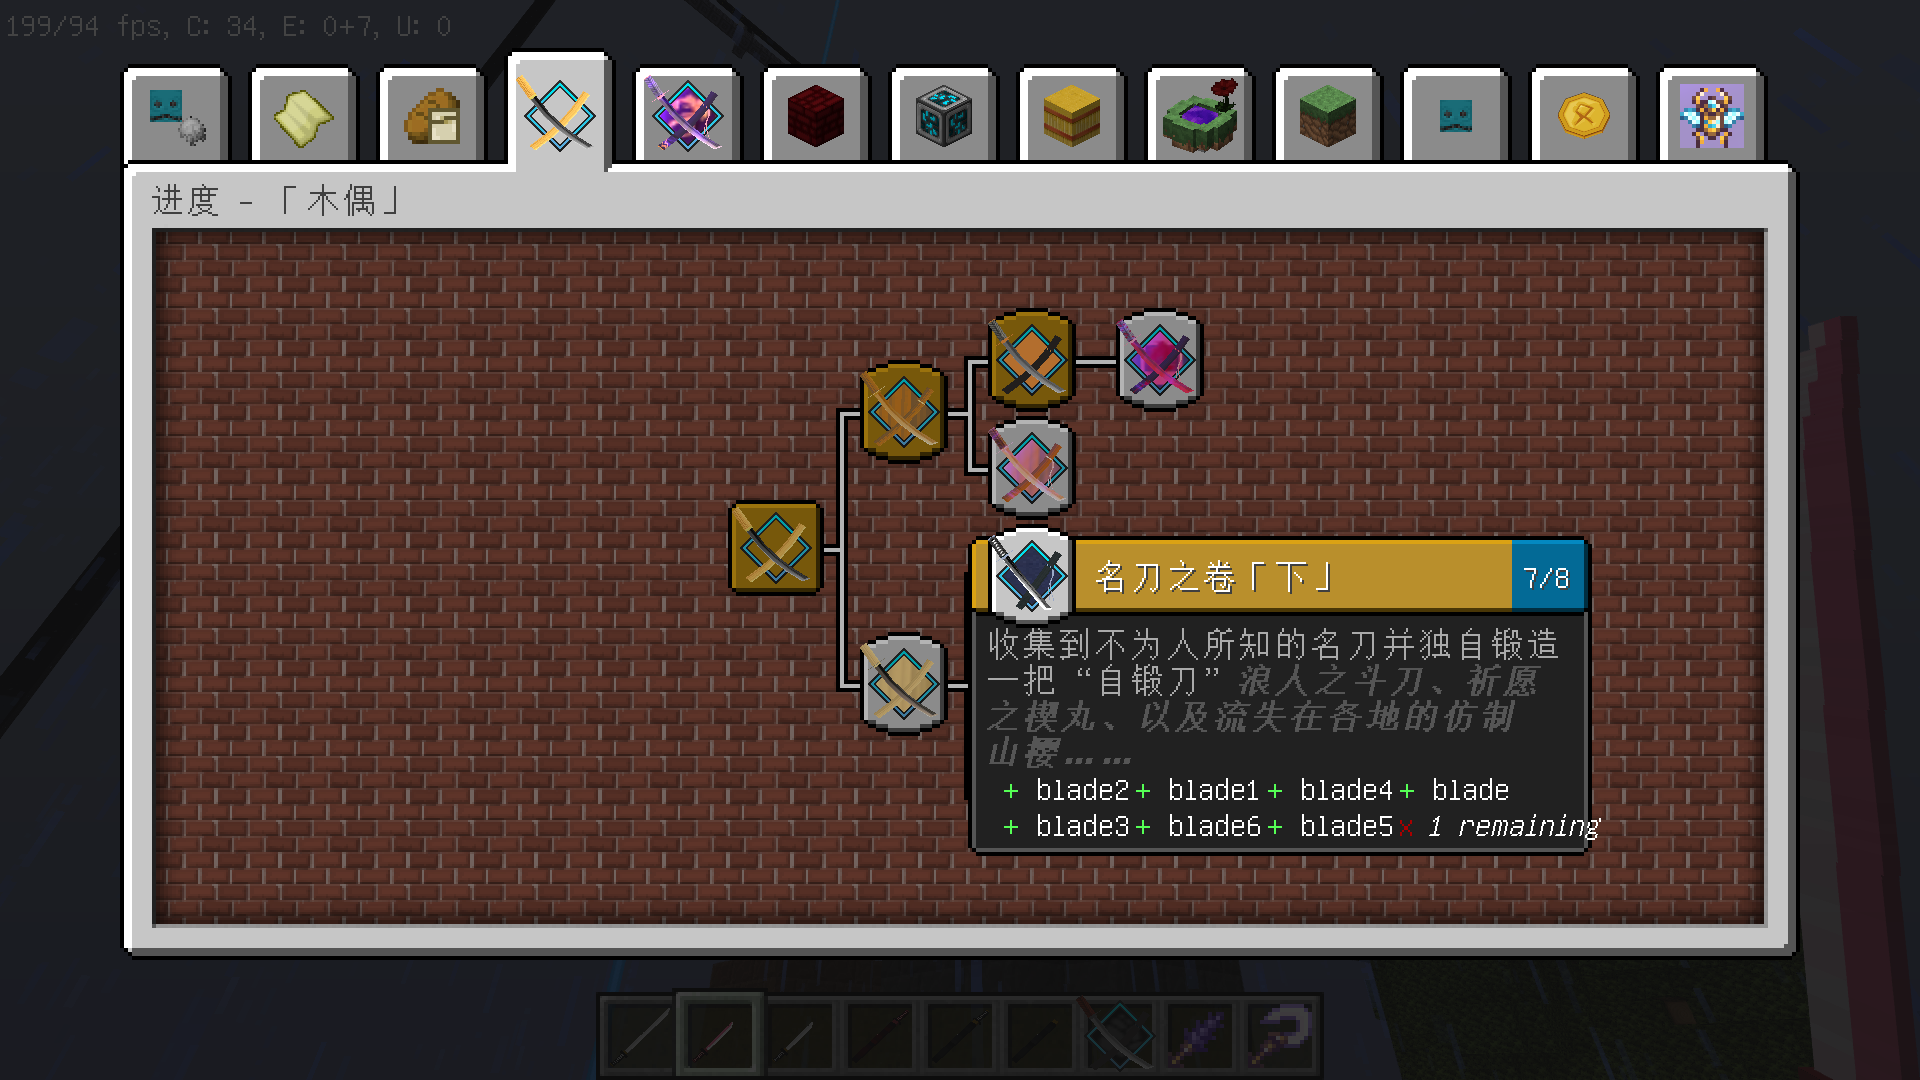 199/94 fps, C: 34, E: 0+7, U: 0
进度 - 「木偶」
名刀之卷「下」 7/8
收集到不为人所知的名刀并独自锻造
一把 “自锻刀” 浪人之斗刀、祈愿
之楔丸、以及流失在各地的仿制
山樱……
+ blade2+ blade1+ blade4+ blade
+ blade3+ blade6+ blade5x 1 remaining